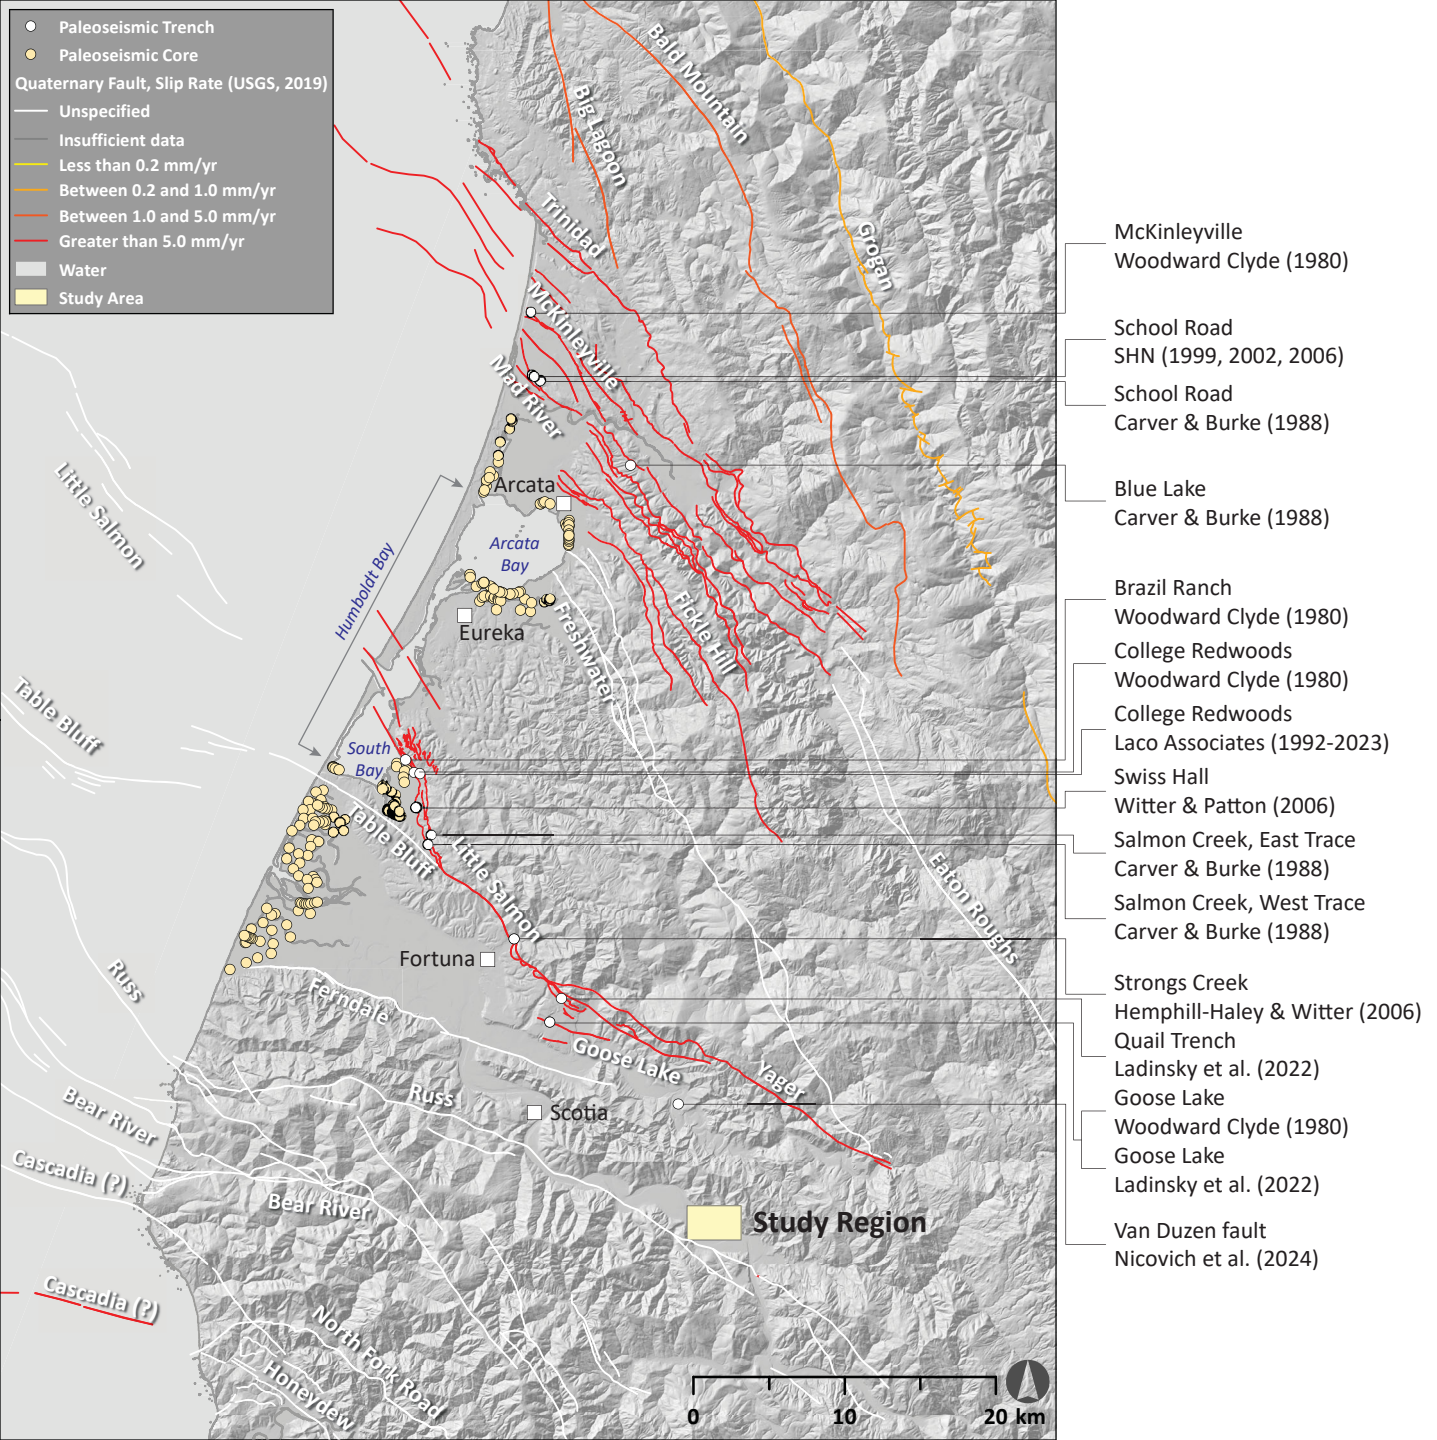 Paleoseismic Trench
Paleoseismic Core
Quaternary Fault, Slip Rate (USGS, 2019)
Unspecified
Insufficient data
Less than 0.2 mm/yr
Between 0.2 and 1.0 mm/yr
Between 1.0 and 5.0 mm/yr
Greater than 5.0 mm/yr
Water
Study Area
Bald Mountain
Big Lagoon
Trinidad
Grogan
McKinleyville
Mad River
Little Salmon
Arcata
Arcata
Bay
Humboldt Bay
Eureka
Freshwater
Fickle Hill
Table Bluff
South
Bay
Table Bluff
Little Salmon
Eaton Roughs
Fortuna
Russ
Ferndale
Goose Lake
Yager
Russ
Scotia
Bear River
Cascadia (?)
Bear River
Study Region
Cascadia (?)
North Fork Road
Honeydew
0
10
20 km
McKinleyville
Woodward Clyde (1980)
School Road
SHN (1999, 2002, 2006)
School Road
Carver & Burke (1988)
Blue Lake
Carver & Burke (1988)
Brazil Ranch
Woodward Clyde (1980)
College Redwoods
Woodward Clyde (1980)
College Redwoods
Laco Associates (1992-2023)
Swiss Hall
Witter & Patton (2006)
Salmon Creek, East Trace
Carver & Burke (1988)
Salmon Creek, West Trace
Carver & Burke (1988)
Strongs Creek
Hemphill-Haley & Witter (2006)
Quail Trench
Ladinsky et al. (2022)
Goose Lake
Woodward Clyde (1980)
Goose Lake
Ladinsky et al. (2022)
Van Duzen fault
Nicovich et al. (2024)